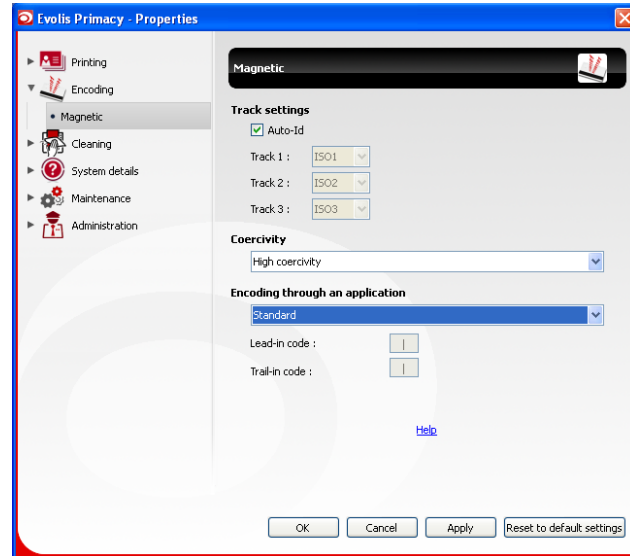 Evolis Primacy - Properties
Printing
Encoding
Magnetic
Cleaning
System details
Maintenance
Administration
Magnetic
Track settings
Auto-Id
Track 1 : ISO1
Track 2 : ISO2
Track 3 : ISO3
Coercivity
High coercivity
Encoding through an application
Standard
Lead-in code : |
Trail-in code : |
Help
OK Cancel Apply Reset to default settings